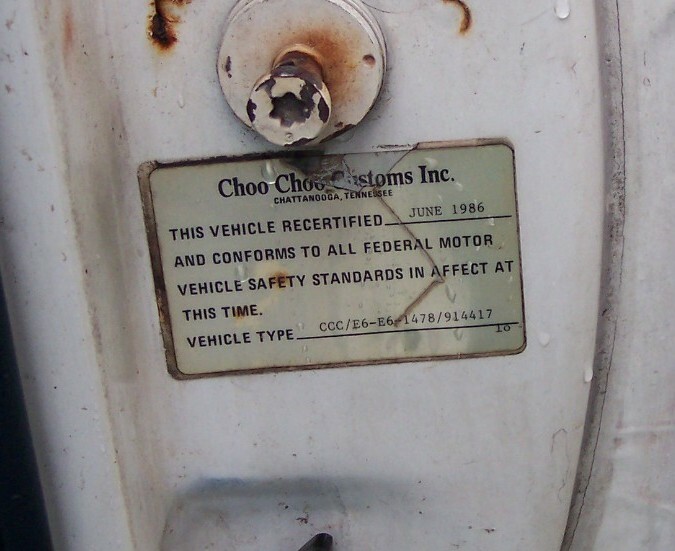 Choo Choo Customs Inc.
CHATTANOOGA, TENNESSEE
THIS VEHICLE RECERTIFIED JUNE 1986
AND CONFORMS TO ALL FEDERAL MOTOR
VEHICLE SAFETY STANDARDS IN AFFECT AT
THIS TIME.
VEHICLE TYPE CCC/E6-E6-1478/914417
18